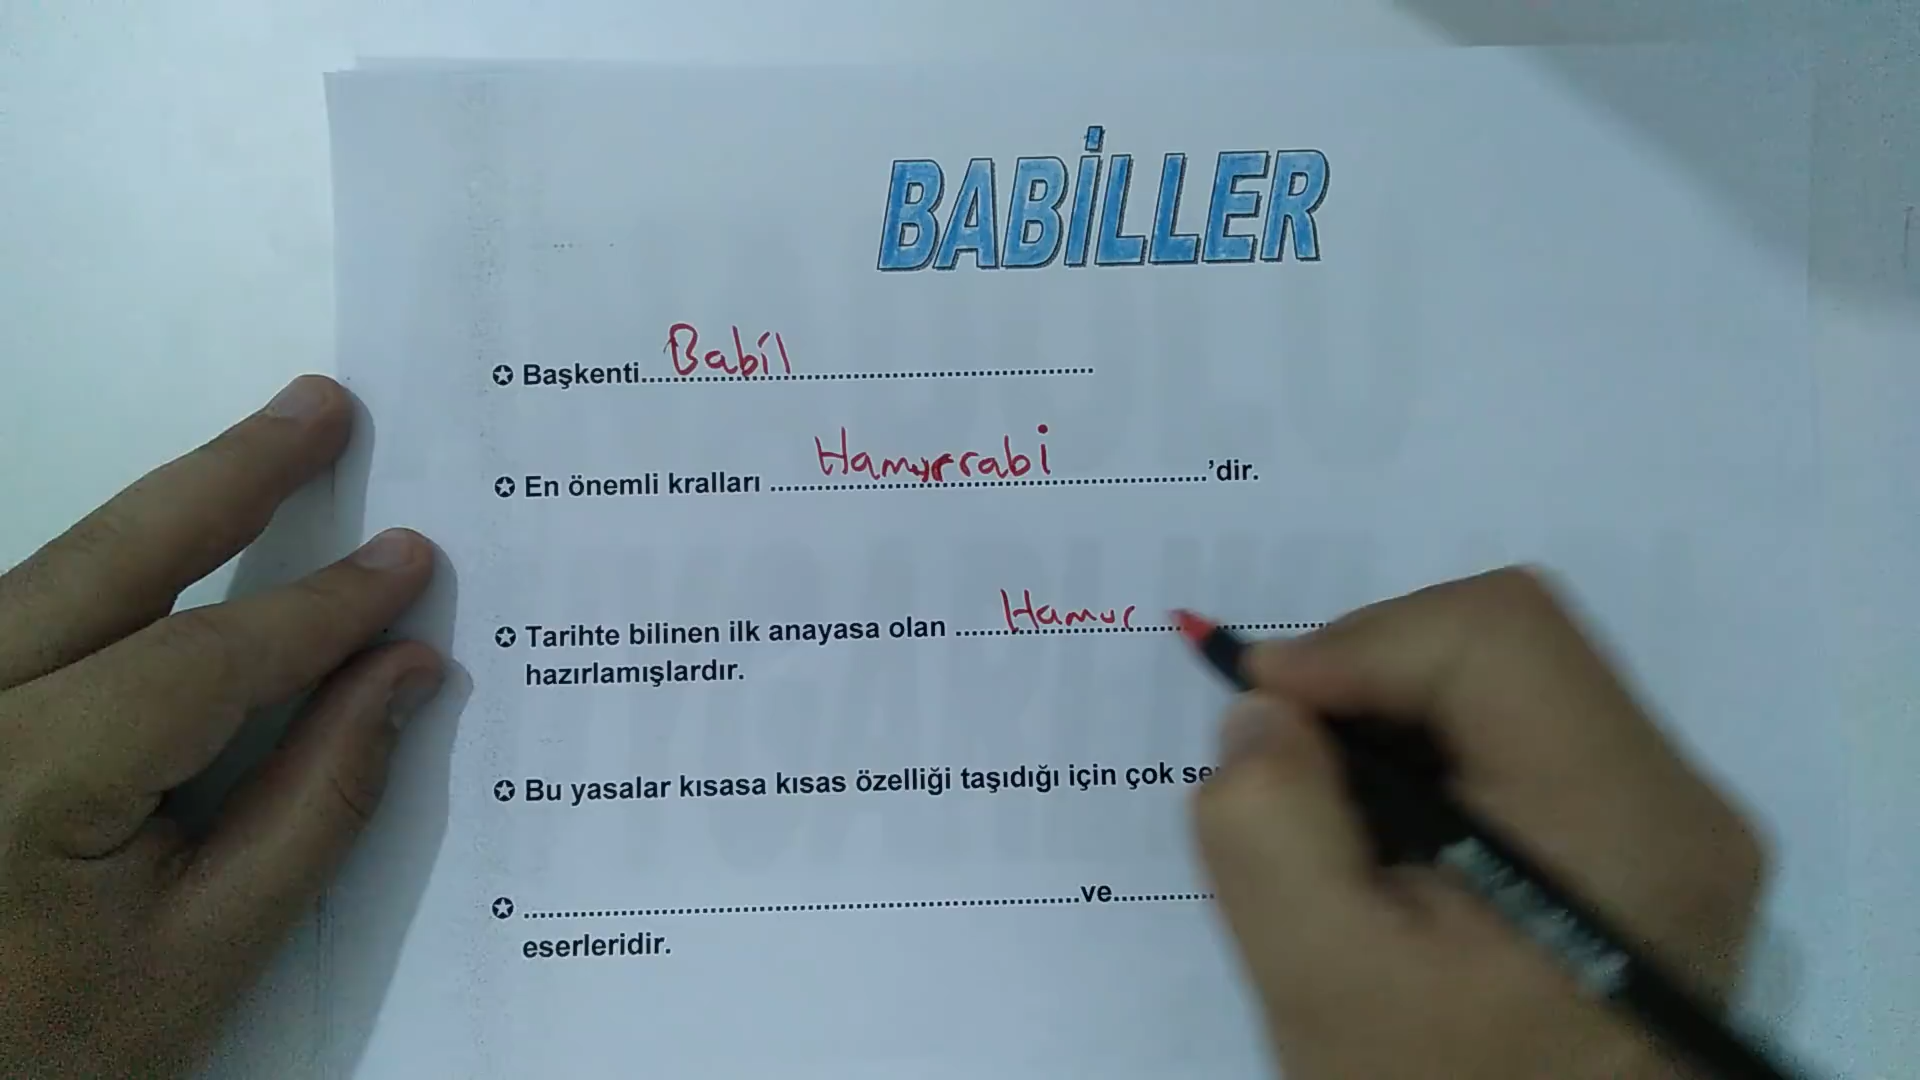 BABİLLER
✪ Başkenti....Babil..............................
✪ En önemli kralları ......Hamurrabi..............'dir.
✪ Tarihte bilinen ilk anayasa olan ......Hamur..................
hazırlamışlardır.
✪ Bu yasalar kısasa kısas özelliği taşıdığı için çok
✪ ......................................................................ve.............
eserleridir.